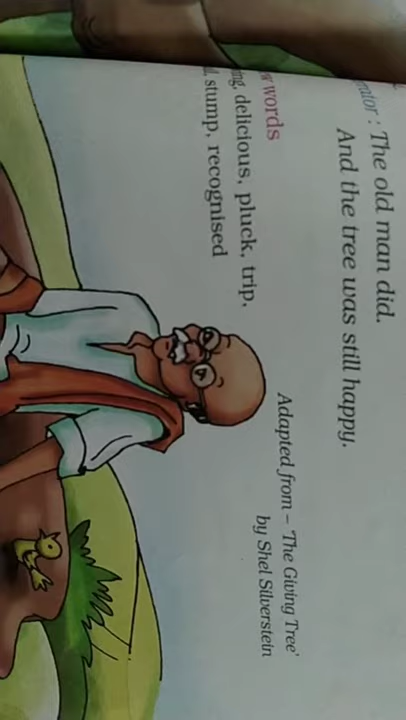 rator : The old man did.
And the tree was still happy.
Adapted from – 'The Giving Tree'
by Shel Silverstein
words
delicious, pluck, trip,
stump, recognised